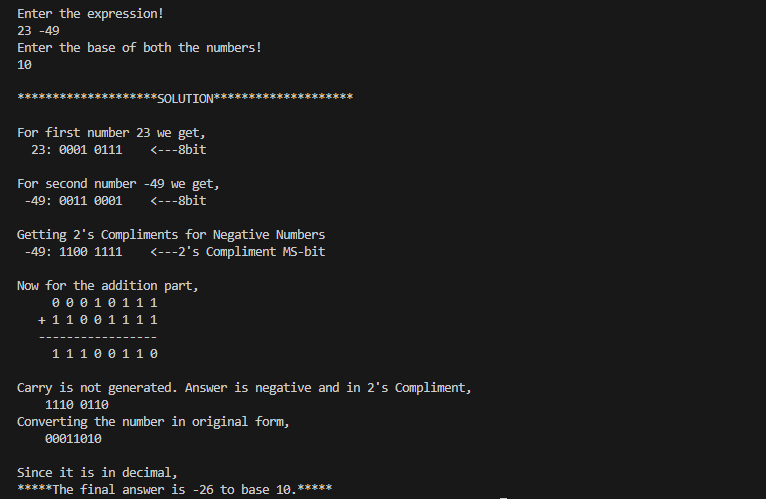 Enter the expression!
23 -49
Enter the base of both the numbers!
10
********************SOLUTION********************
For first number 23 we get,
23: 0001 0111    <---8bit
For second number -49 we get,
-49: 0011 0001    <---8bit
Getting 2's Compliments for Negative Numbers
-49: 1100 1111    <---2's Compliment MS-bit
Now for the addition part,
0 0 0 1 0 1 1 1
+ 1 1 0 0 1 1 1 1
-----------------
1 1 1 0 0 1 1 0
Carry is not generated. Answer is negative and in 2's Compliment,
1110 0110
Converting the number in original form,
00011010
Since it is in decimal,
*****The final answer is -26 to base 10.*****